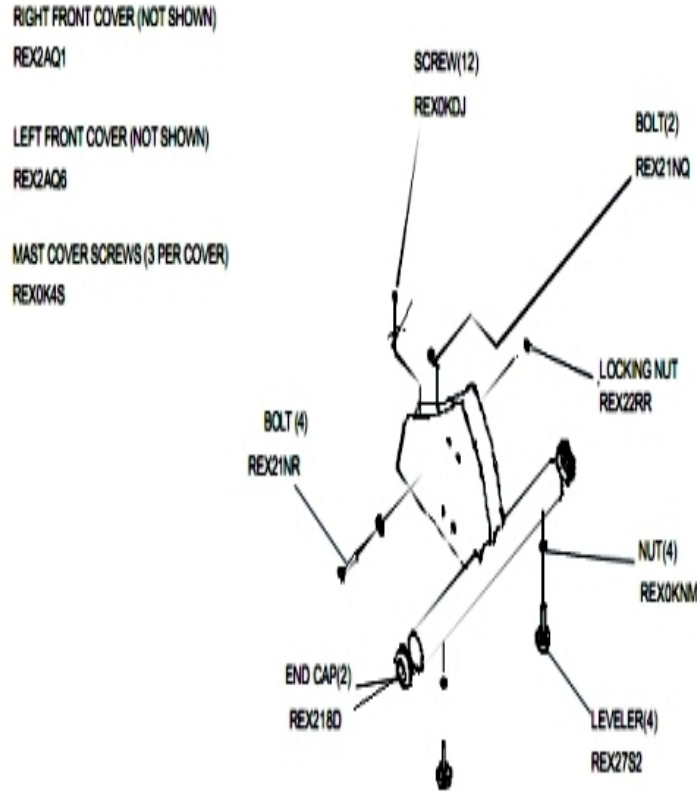 RIGHT FRONT COVER (NOT SHOWN)
REX2AQ1
LEFT FRONT COVER (NOT SHOWN)
REX2AQ6
MAST COVER SCREWS (3 PER COVER)
REX0K4S
SCREW(12)
REX0KDJ
BOLT(2)
REX21NQ
LOCKING NUT
REX22RR
BOLT (4)
REX21NR
NUT(4)
REX0KNM
END CAP(2)
REX218D
LEVELER(4)
REX27S2